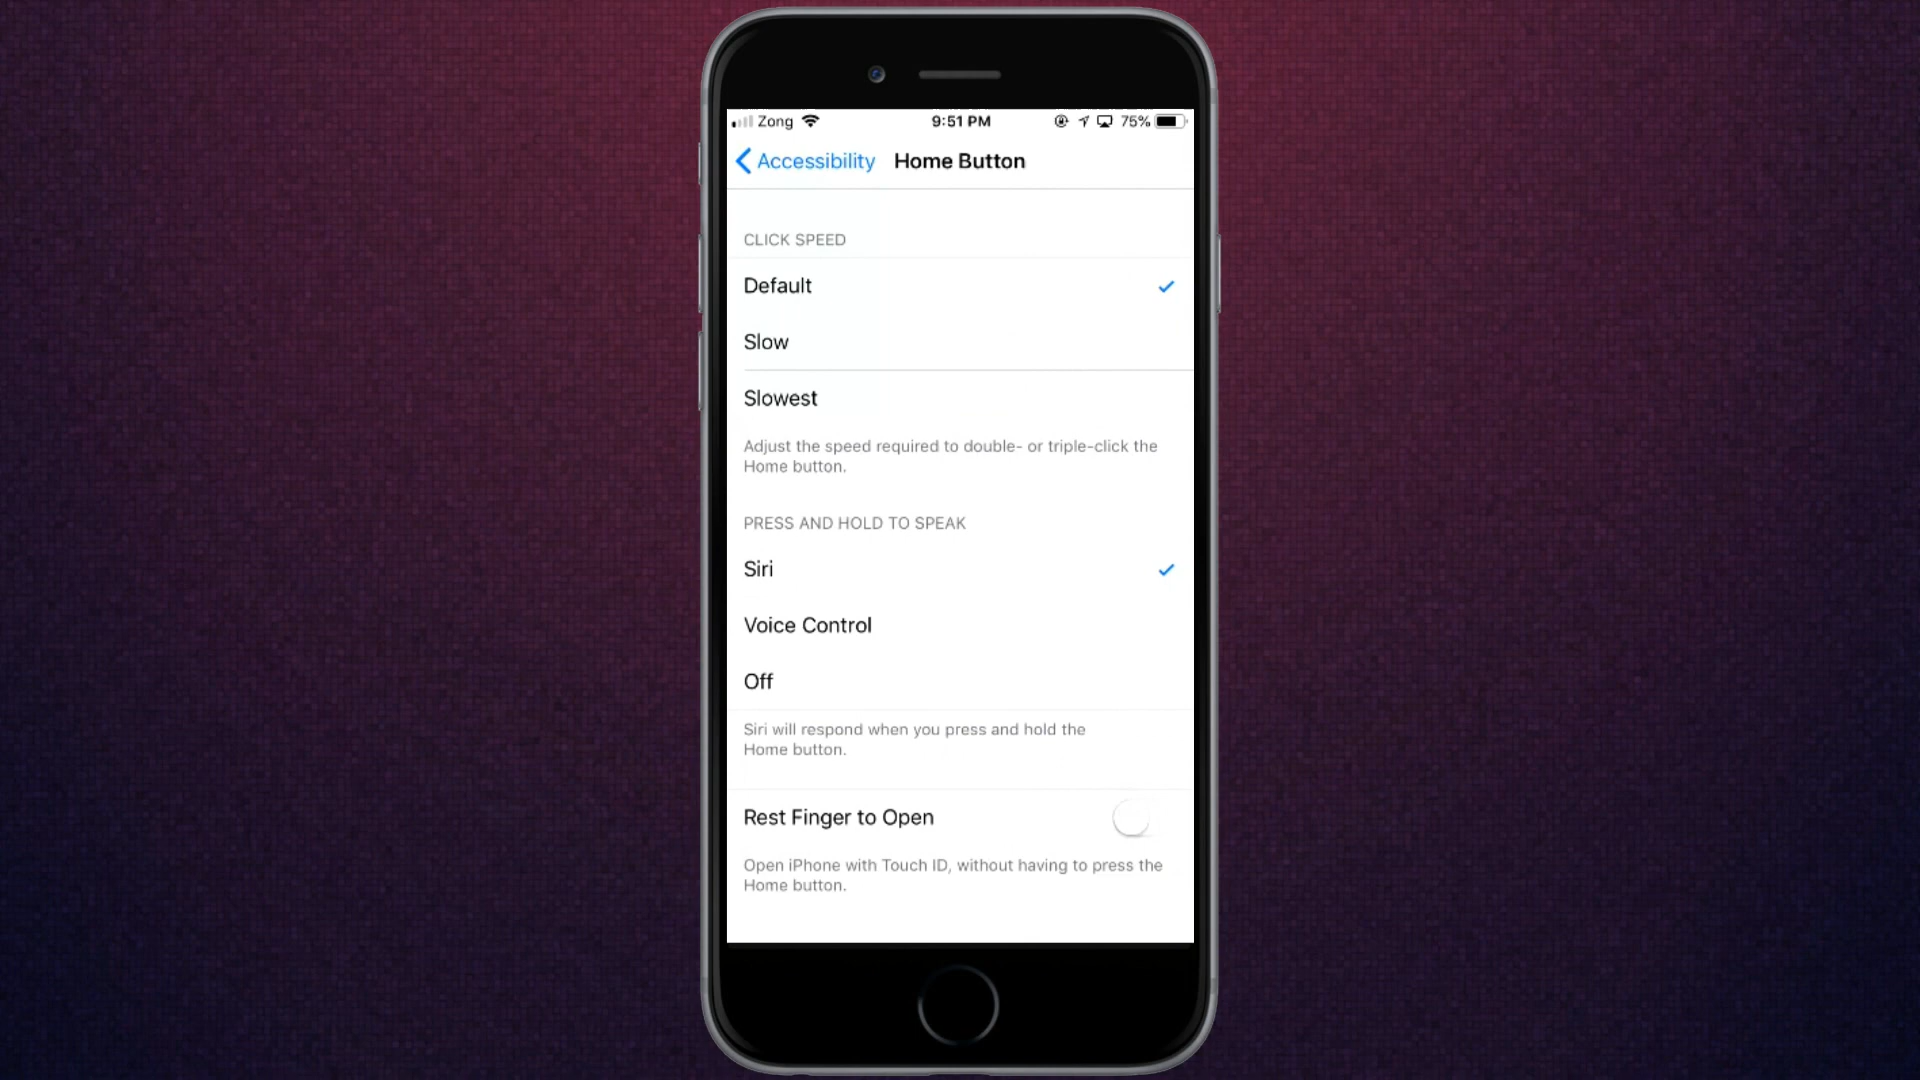 Zong 9:51 PM 75%
Accessibility Home Button
CLICK SPEED
Default
Slow
Slowest
Adjust the speed required to double- or triple-click the
Home button.
PRESS AND HOLD TO SPEAK
Siri
Voice Control
Off
Siri will respond when you press and hold the
Home button.
Rest Finger to Open
Open iPhone with Touch ID, without having to press the
Home button.